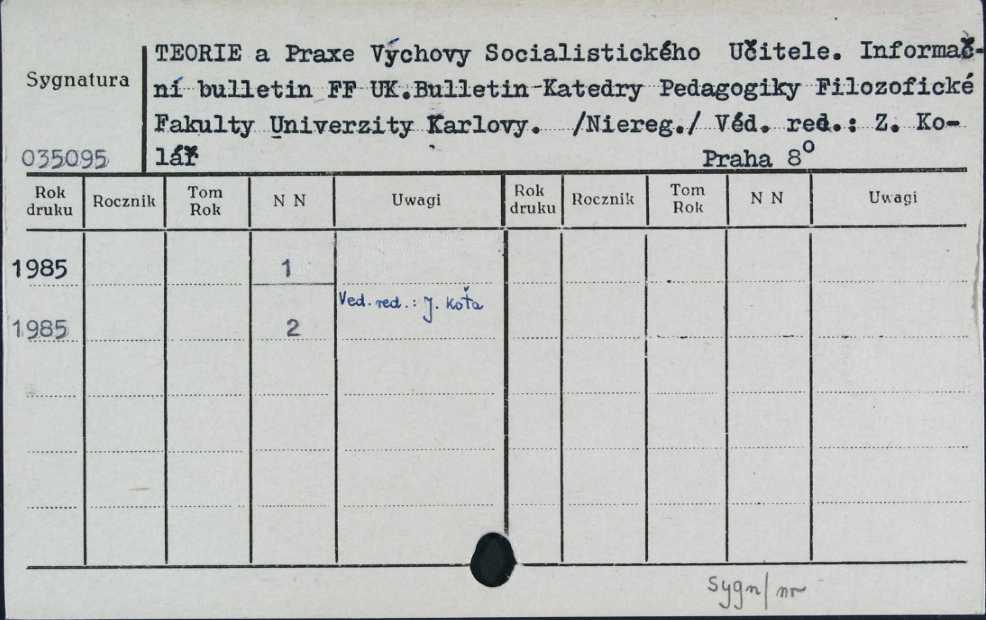 TEORIE a Praxe Výchovy Socialistického Učitele. Informač-
Sygnatura
ní bulletin FF UK.Bulletin Katedry Pedagogiky Filozofické
Fakulty Univerzity Karlovy. /Niereg./ Véd. red.: Z. Ko-
035095 lář Praha 8⁰
Rok druku Rocznik Tom Rok N N Uwagi Rok druku Rocznik Tom Rok N N Uwagi
1985 1
Ved. red.: J. Koťa
1985 2
Sygn/nr